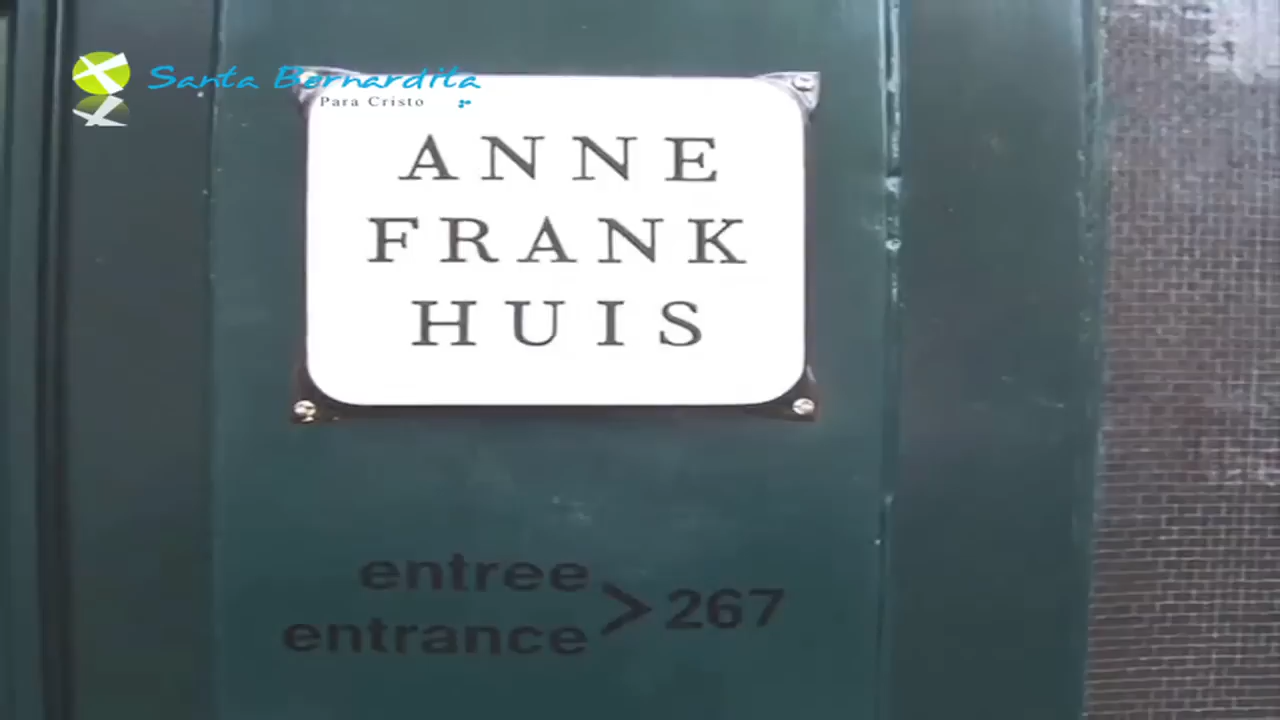 Santa Bernardita
Para Cristo
ANNE
FRANK
HUIS
entree
entrance > 267